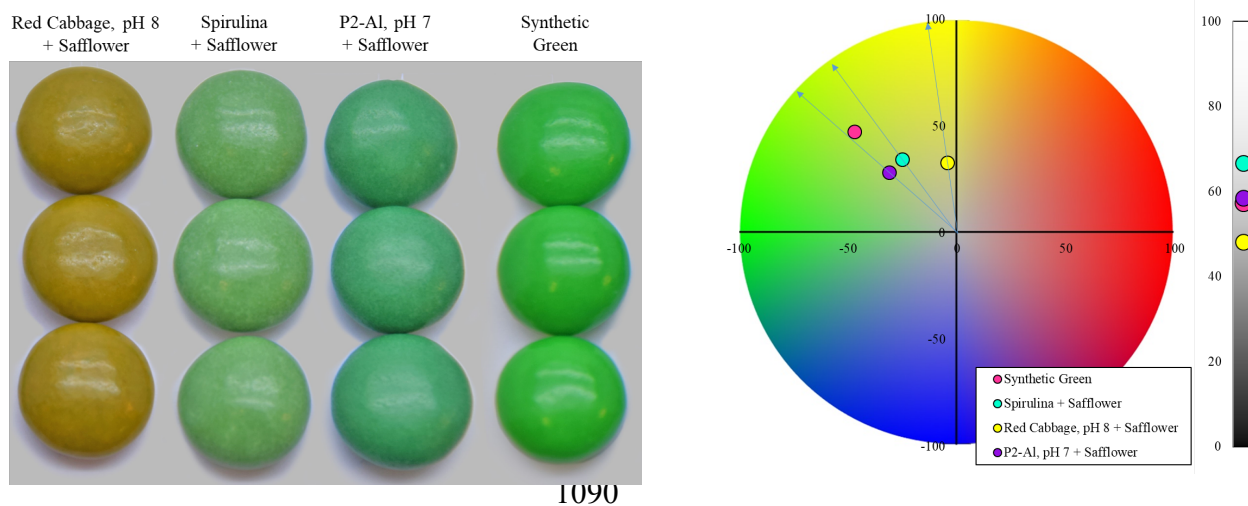 Red Cabbage, pH 8
+ Safflower
Spirulina
+ Safflower
P2-Al, pH 7
+ Safflower
Synthetic
Green
1090
100
50
0
-50
-100
-100
-50
0
50
100
Synthetic Green
Spirulina + Safflower
Red Cabbage, pH 8 + Safflower
P2-Al, pH 7 + Safflower
100
80
60
40
20
0